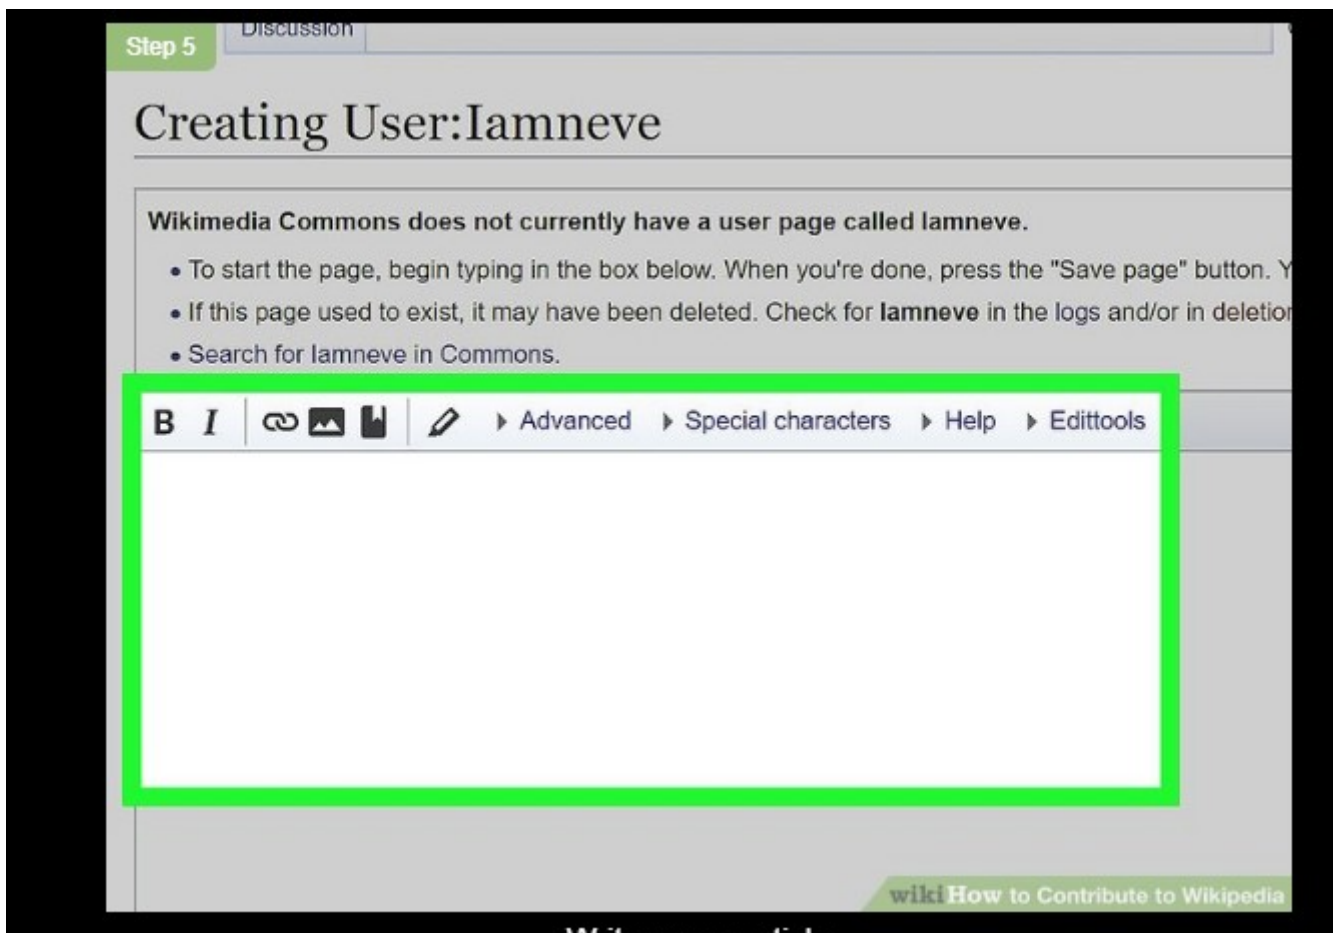 Step 5
Discussion
Creating User:Iamneve
Wikimedia Commons does not currently have a user page called Iamneve.
• To start the page, begin typing in the box below. When you're done, press the "Save page" button. Y
• If this page used to exist, it may have been deleted. Check for Iamneve in the logs and/or in deletion
• Search for Iamneve in Commons.
B I Advanced Special characters Help Edittools
wikiHow to Contribute to Wikipedia